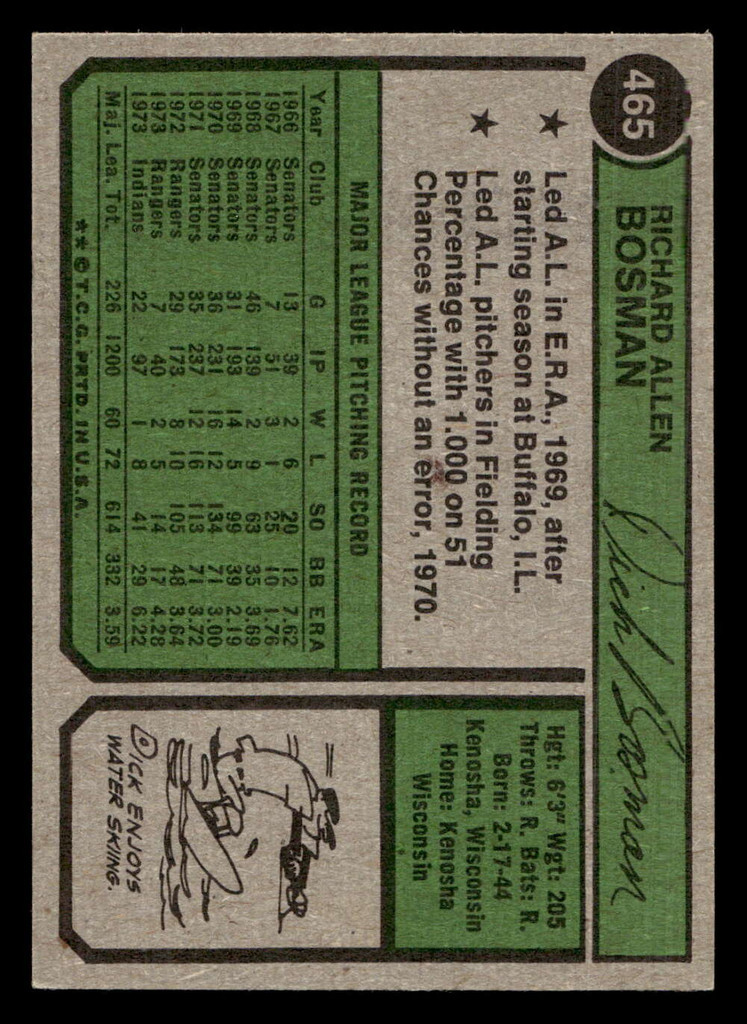 465
RICHARD ALLEN
BOSMAN
Dick Bosman
★ Led A.L. in E.R.A., 1969, after
starting season at Buffalo, I.L.
★ Led A.L. pitchers in Fielding
Percentage with 1.000 on 51
Chances without an error, 1970.
Hgt: 6'3" Wgt: 205
Throws: R. Bats: R.
Born: 2-17-44
Kenosha, Wisconsin
Home: Kenosha
Wisconsin
MAJOR LEAGUE PITCHING RECORD
Year Club G IP W L SO BB ERA
1966 Senators 13 39 2 6 20 12 7.62
1967 Senators 7 51 3 1 25 10 1.76
1968 Senators 46 139 2 9 63 35 3.69
1969 Senators 31 193 14 5 99 39 2.19
1970 Senators 36 231 16 12 134 71 3.00
1971 Senators 35 237 12 16 113 71 3.72
1972 Rangers 29 173 8 10 105 48 3.64
1973 Rangers 7 40 2 5 14 17 4.28
1973 Indians 22 97 1 8 41 29 6.22
Maj. Lea. Tot. 226 1200 60 72 614 332 3.59
★★ © T.C.G. PRTD. IN U.S.A.
DICK ENJOYS
WATER SKIING.